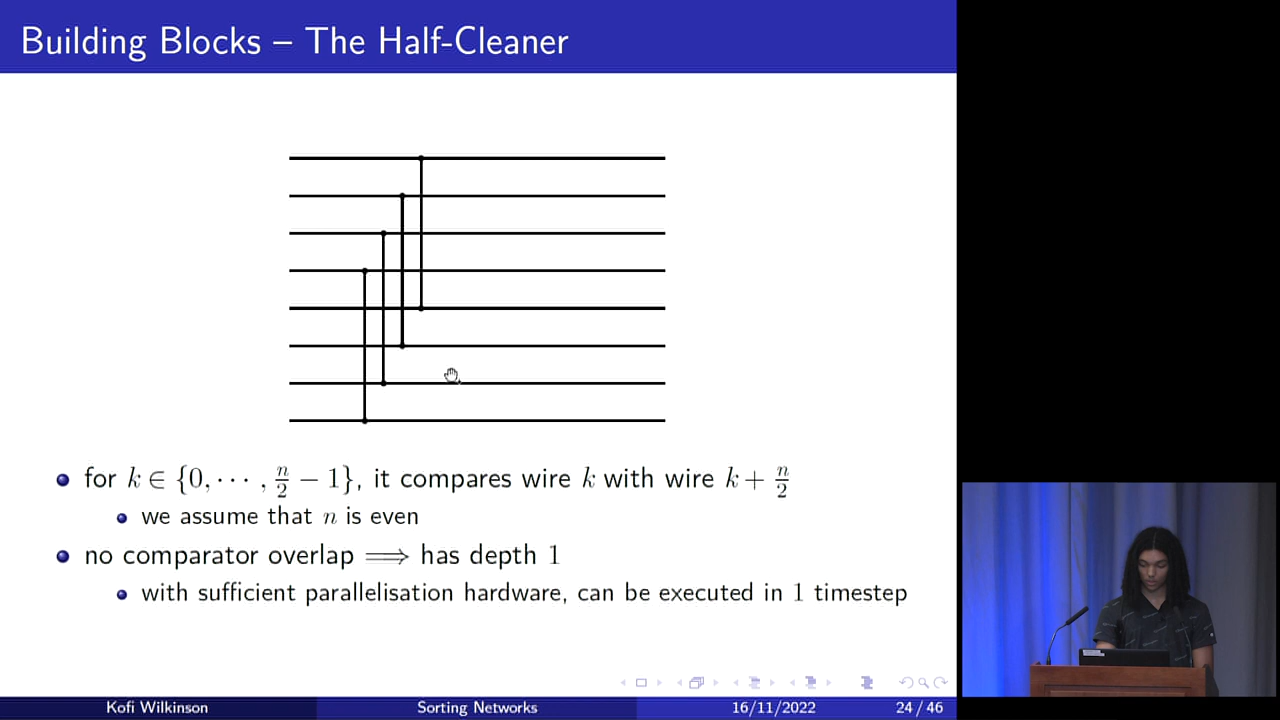 Building Blocks – The Half-Cleaner
for k ∈ {0, ⋯ , n/2 − 1}, it compares wire k with wire k + n/2
we assume that n is even
no comparator overlap ⟹ has depth 1
with sufficient parallelisation hardware, can be executed in 1 timestep
Kofi Wilkinson Sorting Networks 16/11/2022 24 / 46